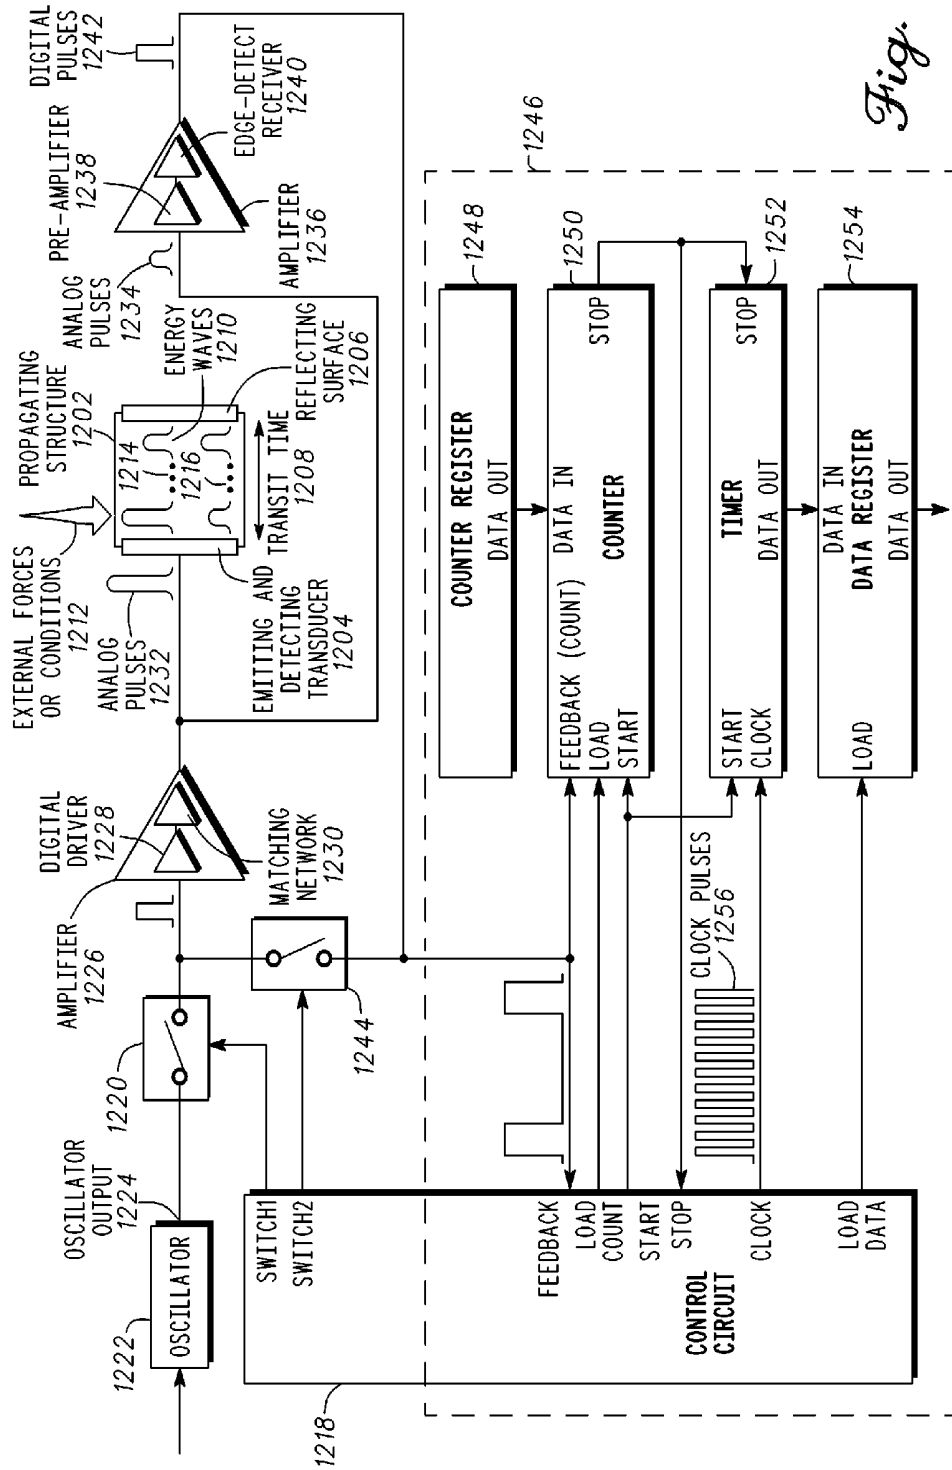 DIGITAL
PULSES
1242
PRE-AMPLIFIER
1238
EDGE-DETECT
RECEIVER
1240
AMPLIFIER
1236
ANALOG
PULSES
1234
ENERGY
WAVES
1210
PROPAGATING
STRUCTURE
1202
1214
1216
REFLECTING
SURFACE
1206
TRANSIT TIME
1208
EXTERNAL FORCES
OR CONDITIONS
1212
ANALOG
PULSES
1232
EMITTING AND
DETECTING
TRANSDUCER
1204
DIGITAL
DRIVER
1228
MATCHING
NETWORK
1230
AMPLIFIER
1226
1244
1220
OSCILLATOR
OUTPUT
1224
1222
OSCILLATOR
1218
SWITCH1
SWITCH2
FEEDBACK
LOAD
COUNT
START
STOP
CLOCK
LOAD
DATA
CONTROL
CIRCUIT
CLOCK PULSES
1256
1246
1248
COUNTER REGISTER
DATA OUT
1250
FEEDBACK (COUNT)
DATA IN
LOAD
START
COUNTER
STOP
1252
STOP
START
CLOCK
TIMER
DATA OUT
1254
DATA IN
LOAD
DATA REGISTER
DATA OUT
Fig.